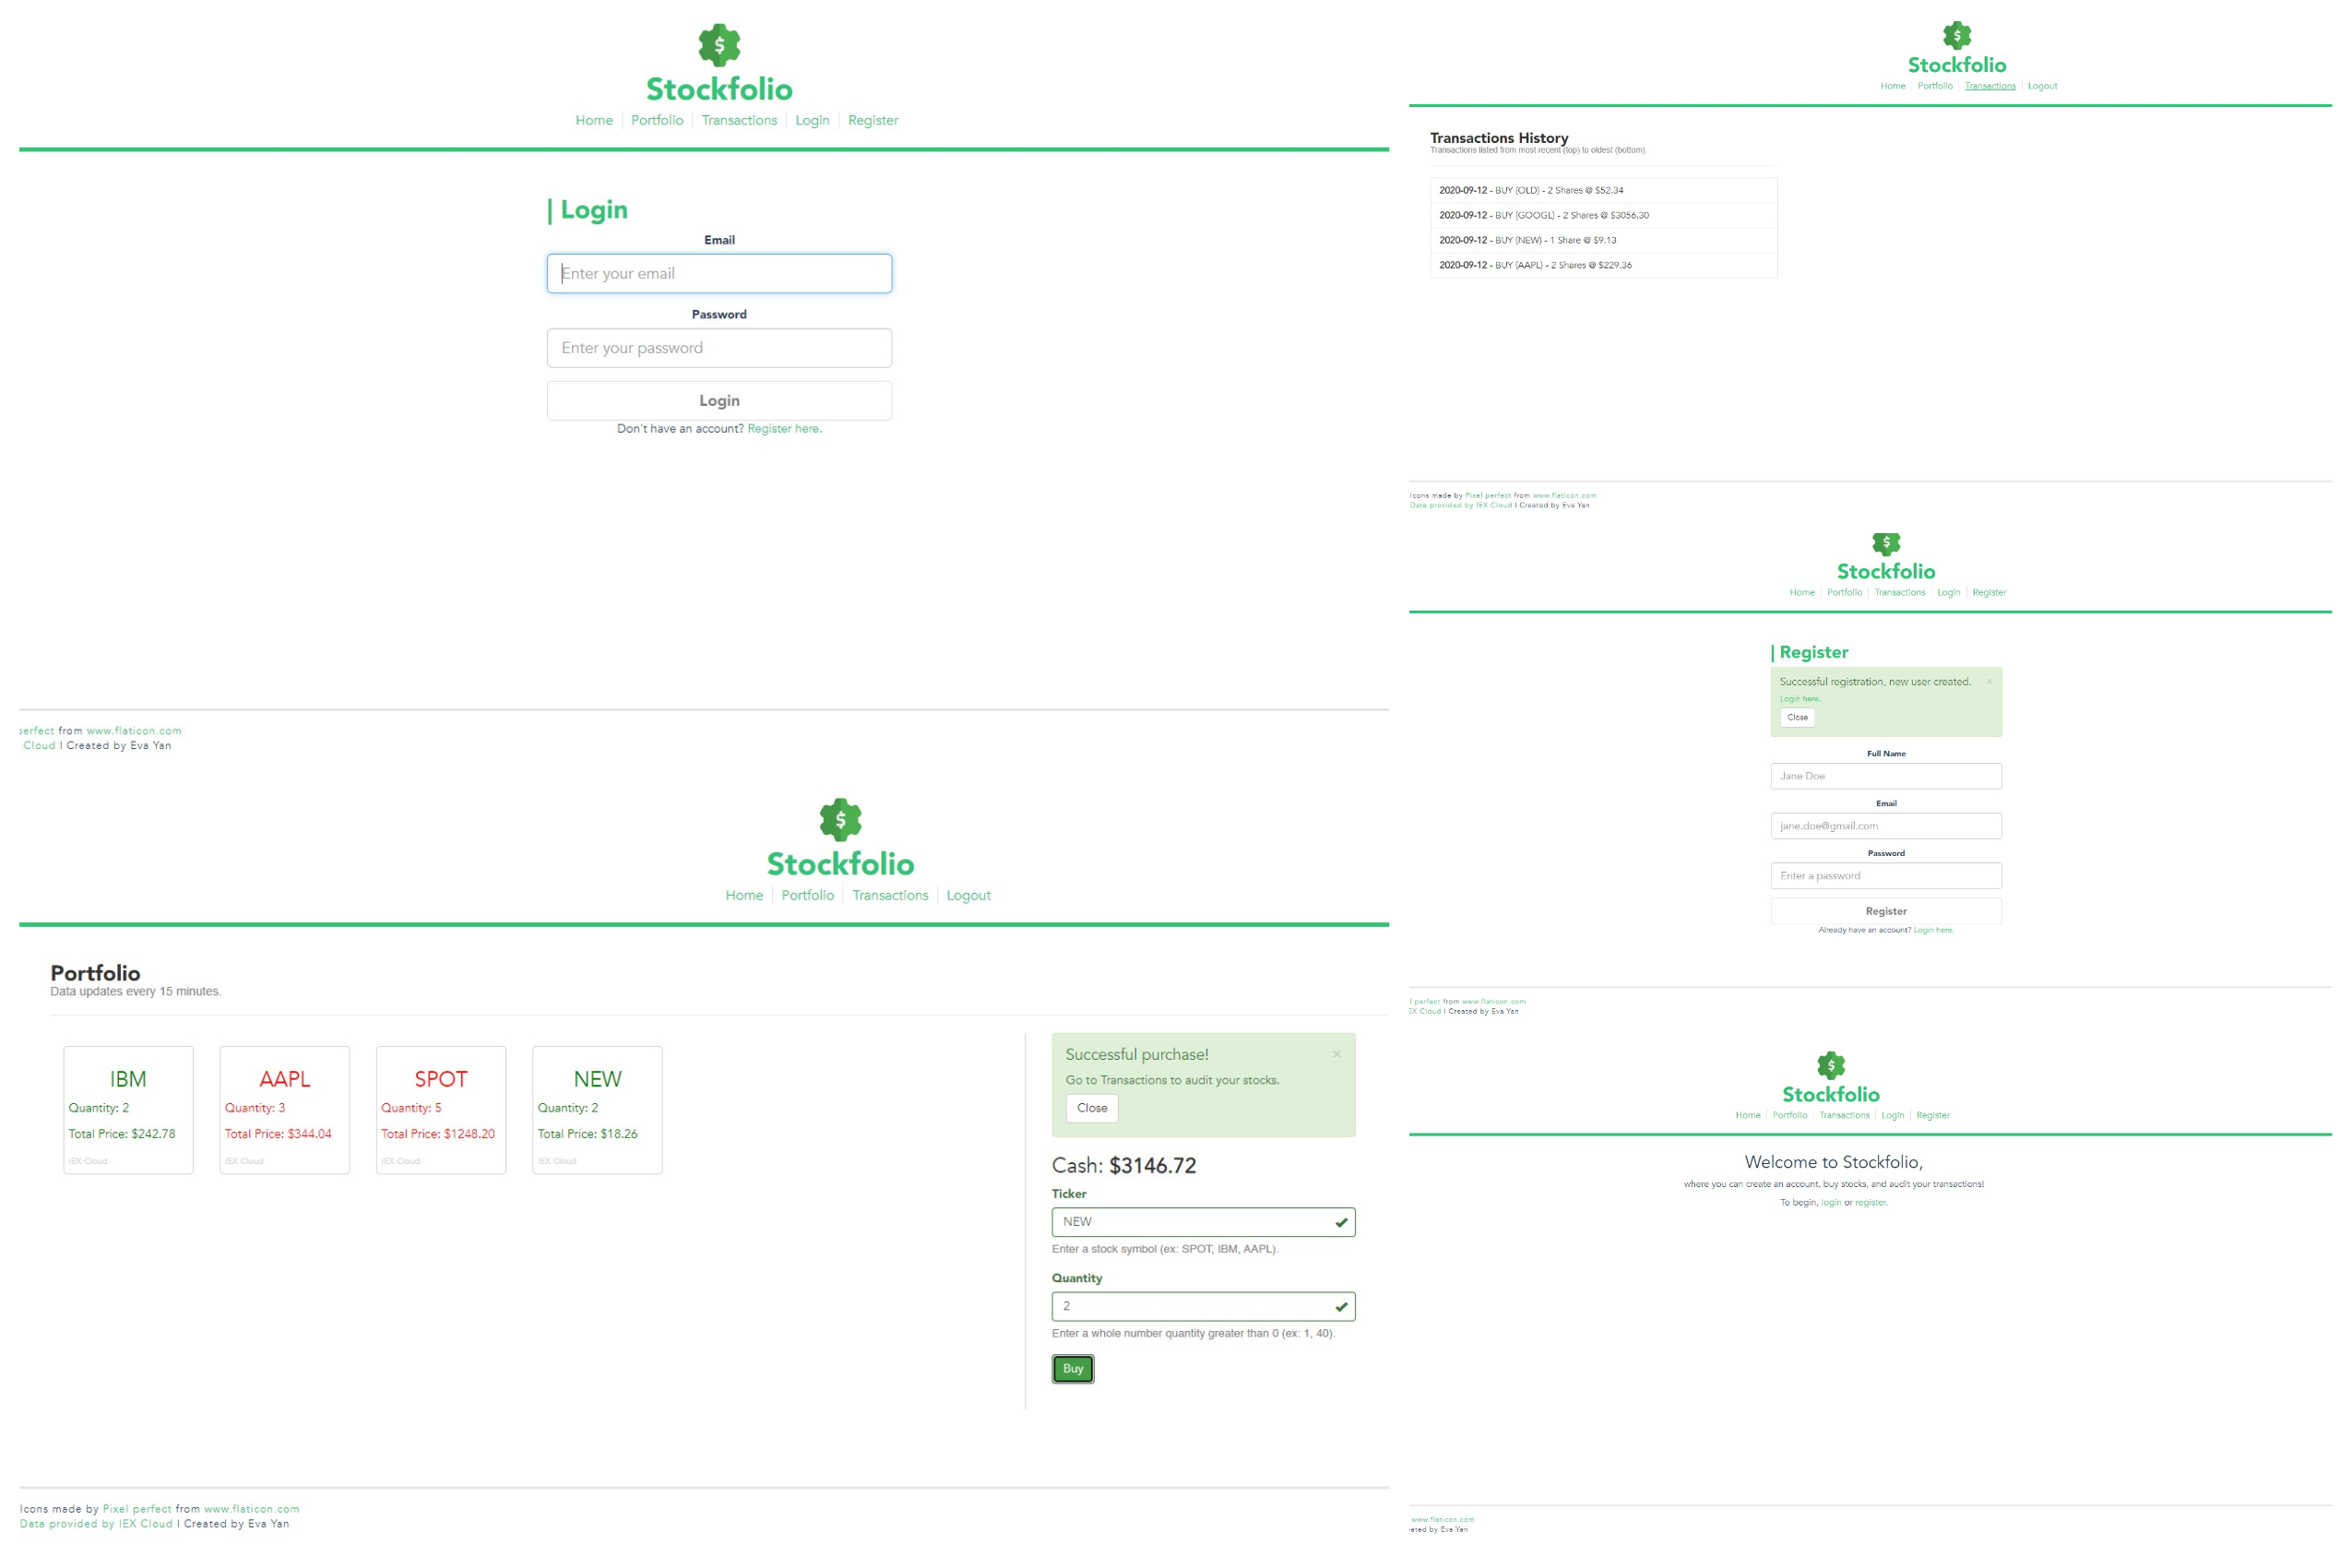 $
Stockfolio
Home Portfolio Transactions Login Register
| Login
Email
Enter your email
Password
Enter your password
Login
Don't have an account? Register here.
perfect from www.flaticon.com
Cloud | Created by Eva Yan
$
Stockfolio
Home Portfolio Transactions Logout
Portfolio
Data updates every 15 minutes.
IBM
Quantity: 2
Total Price: $242.78
IEX Cloud
AAPL
Quantity: 3
Total Price: $344.04
IEX Cloud
SPOT
Quantity: 5
Total Price: $1248.20
IEX Cloud
NEW
Quantity: 2
Total Price: $18.26
IEX Cloud
Successful purchase! ×
Go to Transactions to audit your stocks.
Close
Cash: $3146.72
Ticker
NEW
Enter a stock symbol (ex: SPOT, IBM, AAPL).
Quantity
2
Enter a whole number quantity greater than 0 (ex: 1, 40).
Buy
Icons made by Pixel perfect from www.flaticon.com
Data provided by IEX Cloud | Created by Eva Yan
$
Stockfolio
Home Portfolio Transactions Logout
Transactions History
Transactions listed from most recent (top) to oldest (bottom).
2020-09-12 - BUY (OLD) - 2 Shares @ $52.34
2020-09-12 - BUY (GOOGL) - 2 Shares @ $3056.30
2020-09-12 - BUY (NEW) - 1 Share @ $9.13
2020-09-12 - BUY (AAPL) - 2 Shares @ $229.36
Icons made by Pixel perfect from www.flaticon.com
Data provided by IEX Cloud | Created by Eva Yan
$
Stockfolio
Home Portfolio Transactions Login Register
| Register
Successful registration, new user created. ×
Login here.
Close
Full Name
Jane Doe
Email
jane.doe@gmail.com
Password
Enter a password
Register
Already have an account? Login here.
l perfect from www.flaticon.com
EX Cloud | Created by Eva Yan
$
Stockfolio
Home Portfolio Transactions Login Register
Welcome to Stockfolio,
where you can create an account, buy stocks, and audit your transactions!
To begin, login or register.
www.flaticon.com
ated by Eva Yan